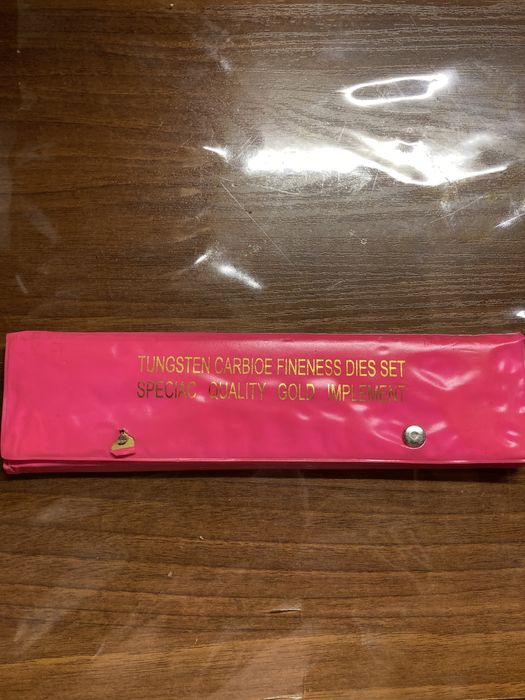 TUNGSTEN CARBIOE FINENESS DIES SET
SPECIAC QUALITY GOLD IMPLEMENT